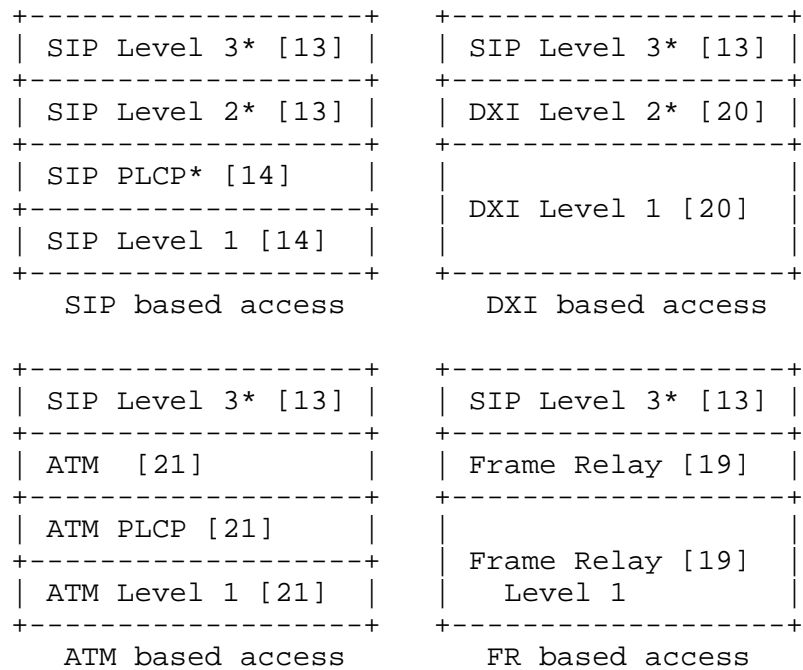 +-------------------+   +-------------------+
| SIP Level 3* [13] |   | SIP Level 3* [13] |
+-------------------+   +-------------------+
| SIP Level 2* [13] |   | DXI Level 2* [20] |
+-------------------+   +-------------------+
| SIP PLCP* [14]    |   |                   |
+-------------------+   | DXI Level 1 [20]  |
| SIP Level 1 [14]  |   |                   |
+-------------------+   +-------------------+
   SIP based access        DXI based access

+-------------------+   +-------------------+
| SIP Level 3* [13] |   | SIP Level 3* [13] |
+-------------------+   +-------------------+
| ATM  [21]         |   | Frame Relay [19]  |
+-------------------+   +-------------------+
| ATM PLCP [21]     |   |                   |
+-------------------+   | Frame Relay [19]  |
| ATM Level 1 [21]  |   |   Level 1         |
+-------------------+   +-------------------+
   ATM based access        FR based access